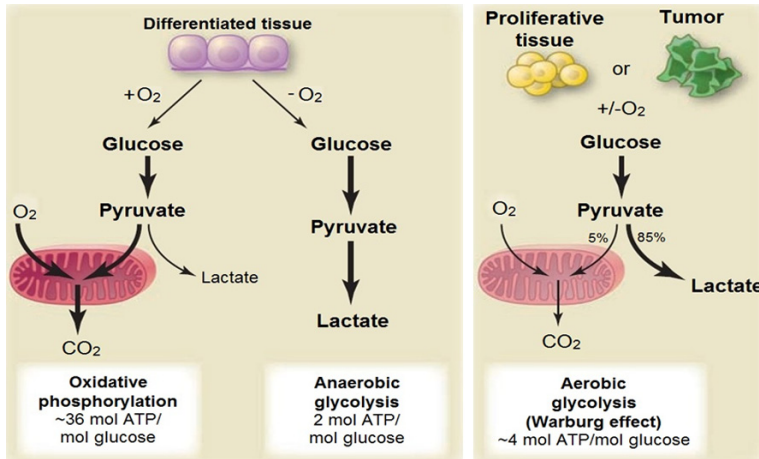 Differentiated tissue
+O₂
- O₂
Glucose
Glucose
O₂
Pyruvate
Pyruvate
Lactate
Lactate
CO₂
Oxidative
phosphorylation
~36 mol ATP/
mol glucose
Anaerobic
glycolysis
2 mol ATP/
mol glucose
Proliferative
tissue
or
Tumor
+/-O₂
Glucose
O₂
Pyruvate
5%
85%
Lactate
CO₂
Aerobic
glycolysis
(Warburg effect)
~4 mol ATP/mol glucose